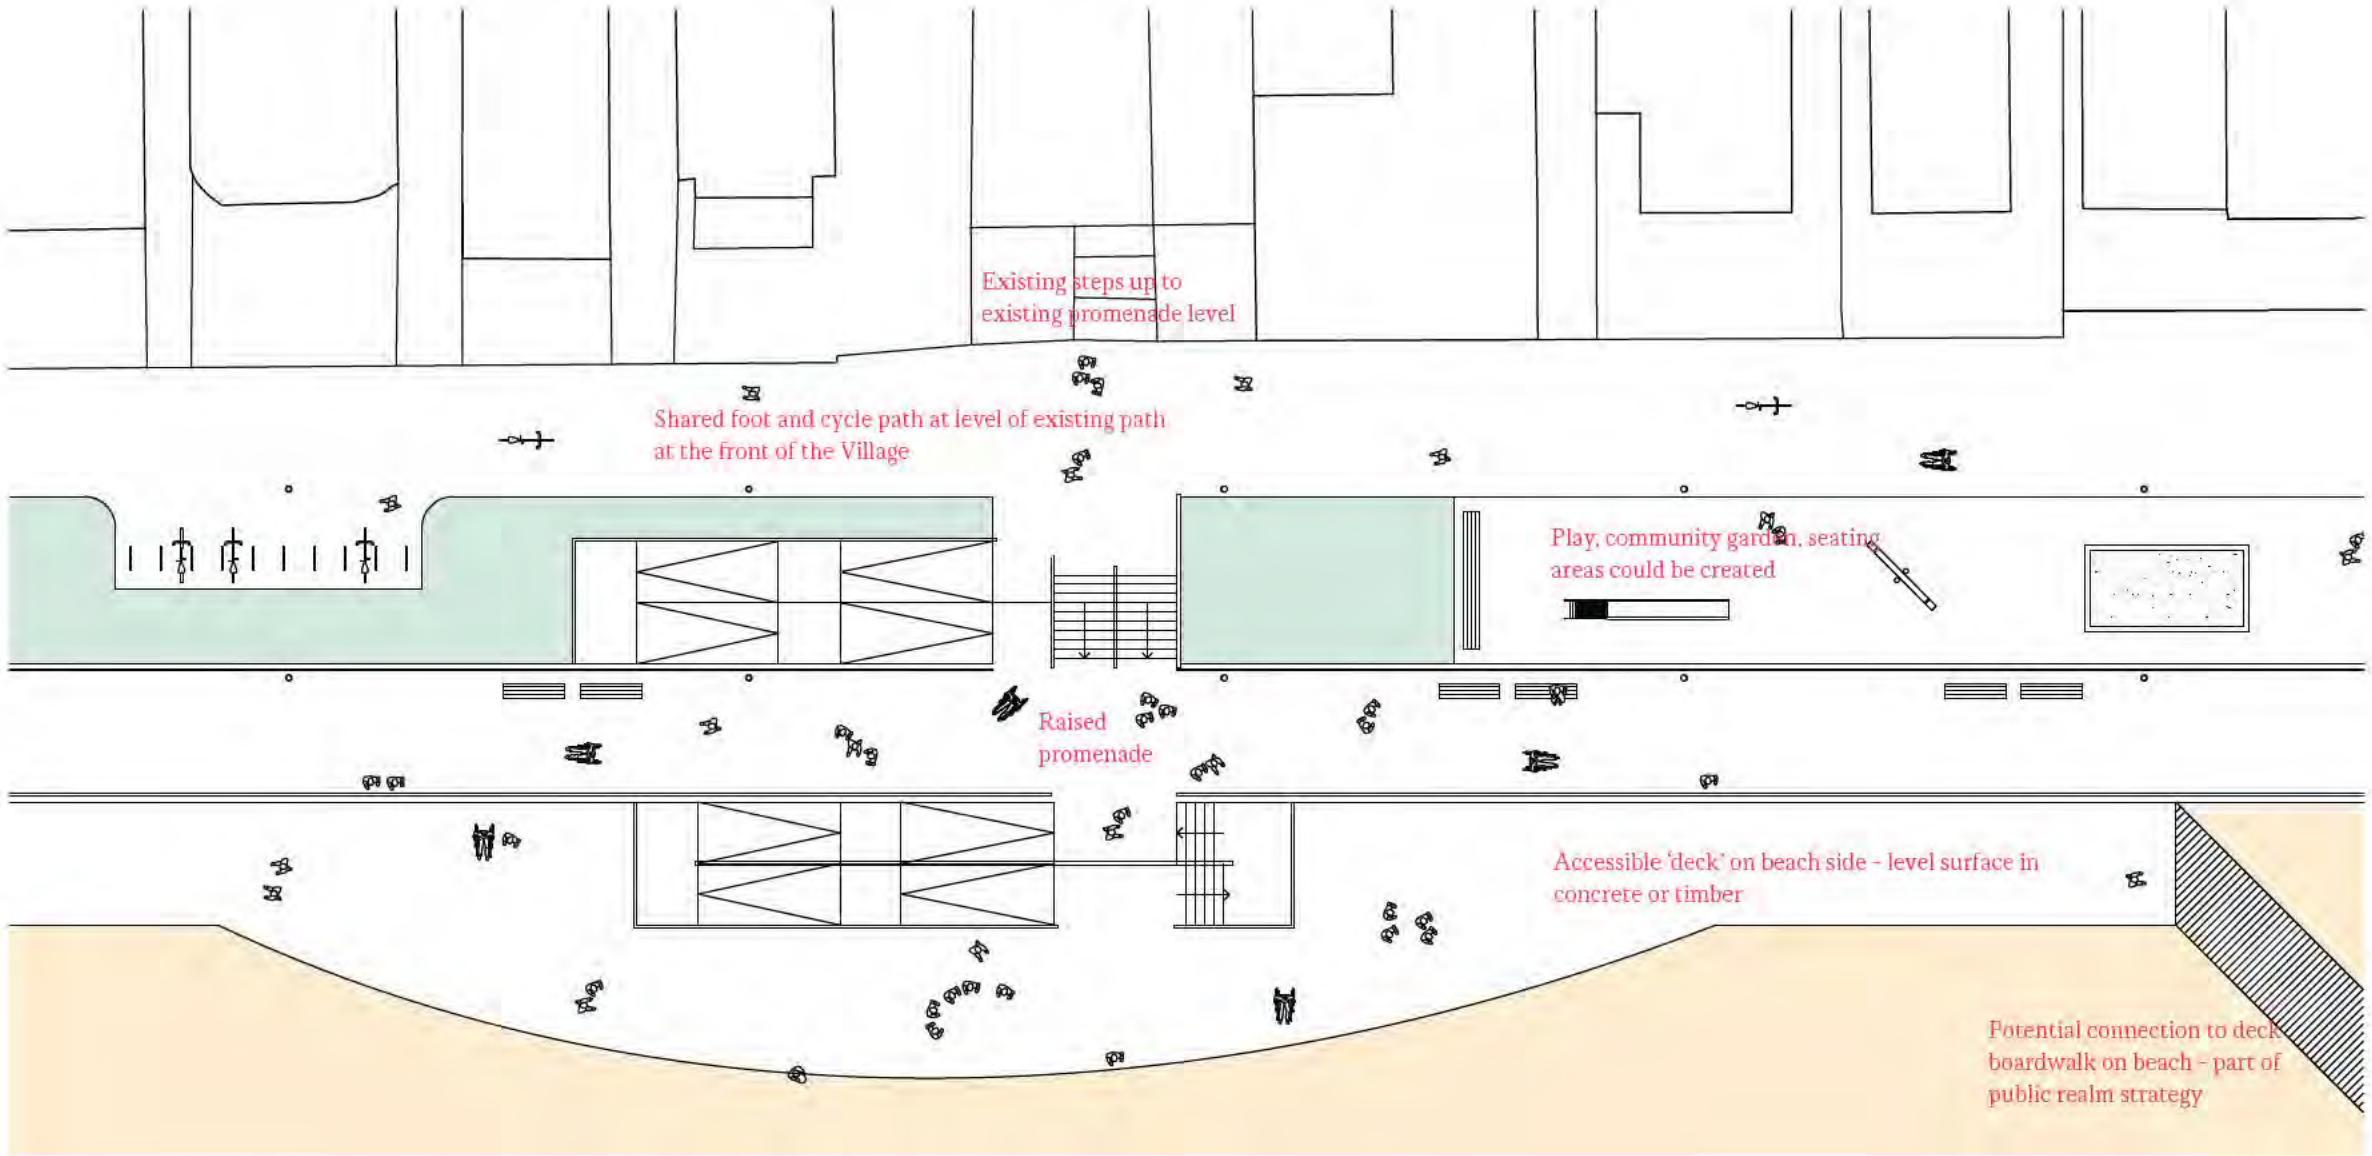 Existing steps up to
existing promenade level
Shared foot and cycle path at level of existing path
at the front of the Village
Play, community garden, seating
areas could be created
Raised
promenade
Accessible ‘deck’ on beach side - level surface in
concrete or timber
Potential connection to deck
boardwalk on beach - part of
public realm strategy